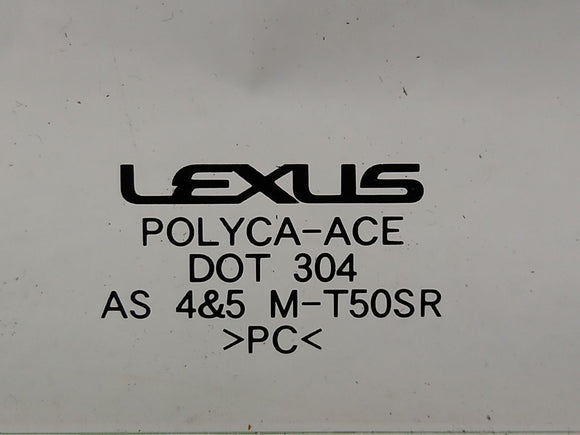 LEXUS
POLYCA-ACE
DOT 304
AS 4&5 M-T50SR
>PC<